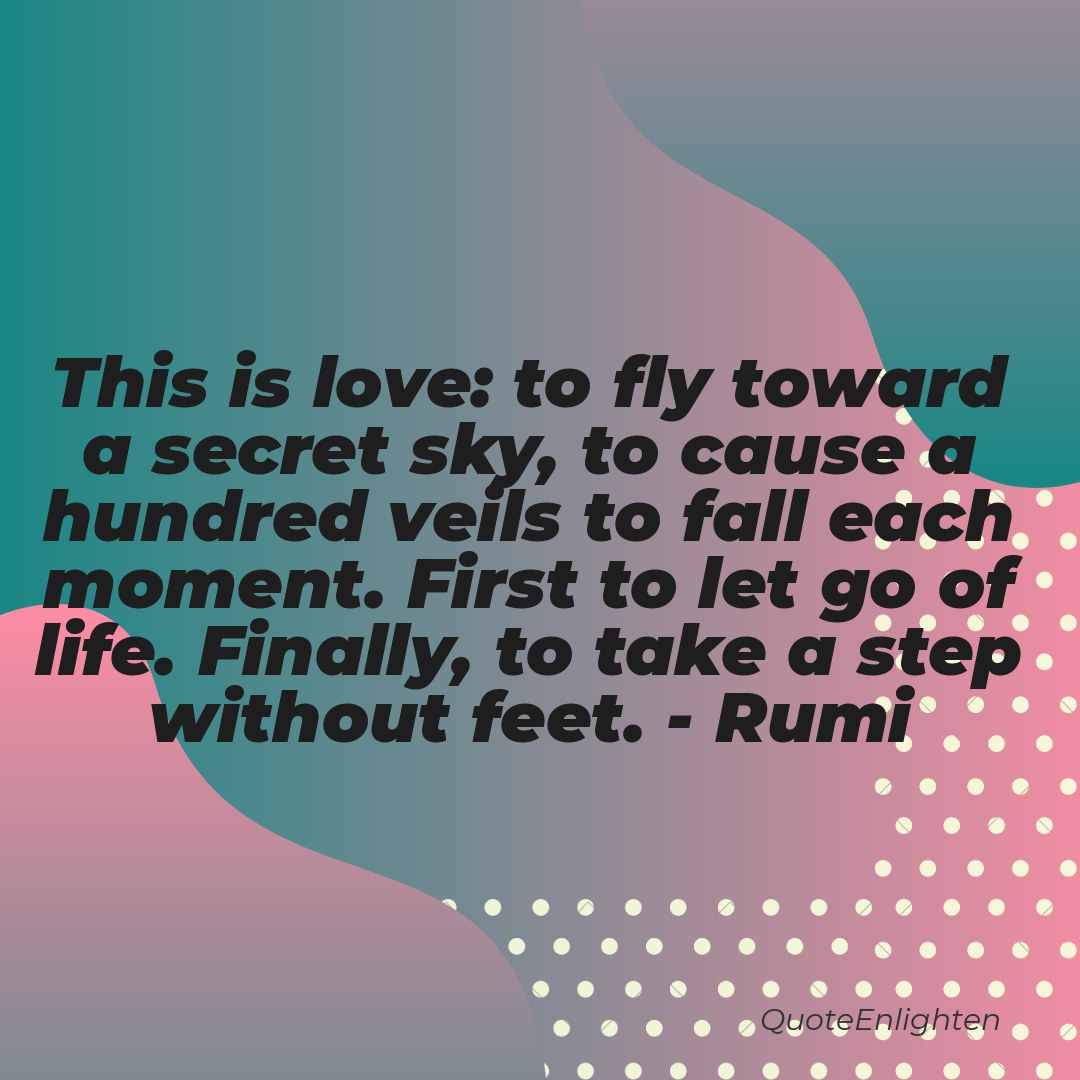 This is love: to fly toward
a secret sky, to cause a
hundred veils to fall each
moment. First to let go of
life. Finally, to take a step
without feet. - Rumi
QuoteEnlighten